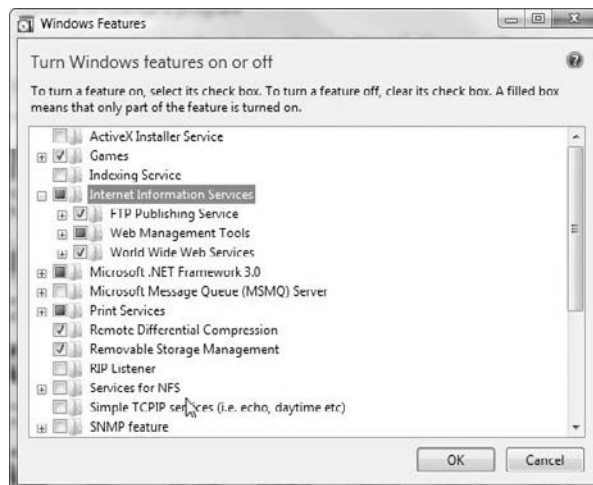 Windows Features
Turn Windows features on or off
To turn a feature on, select its check box. To turn a feature off, clear its check box. A filled box
means that only part of the feature is turned on.
ActiveX Installer Service
Games
Indexing Service
Internet Information Services
FTP Publishing Service
Web Management Tools
World Wide Web Services
Microsoft .NET Framework 3.0
Microsoft Message Queue (MSMQ) Server
Print Services
Remote Differential Compression
Removable Storage Management
RIP Listener
Services for NFS
Simple TCPIP services (i.e. echo, daytime etc)
SNMP feature
OK
Cancel